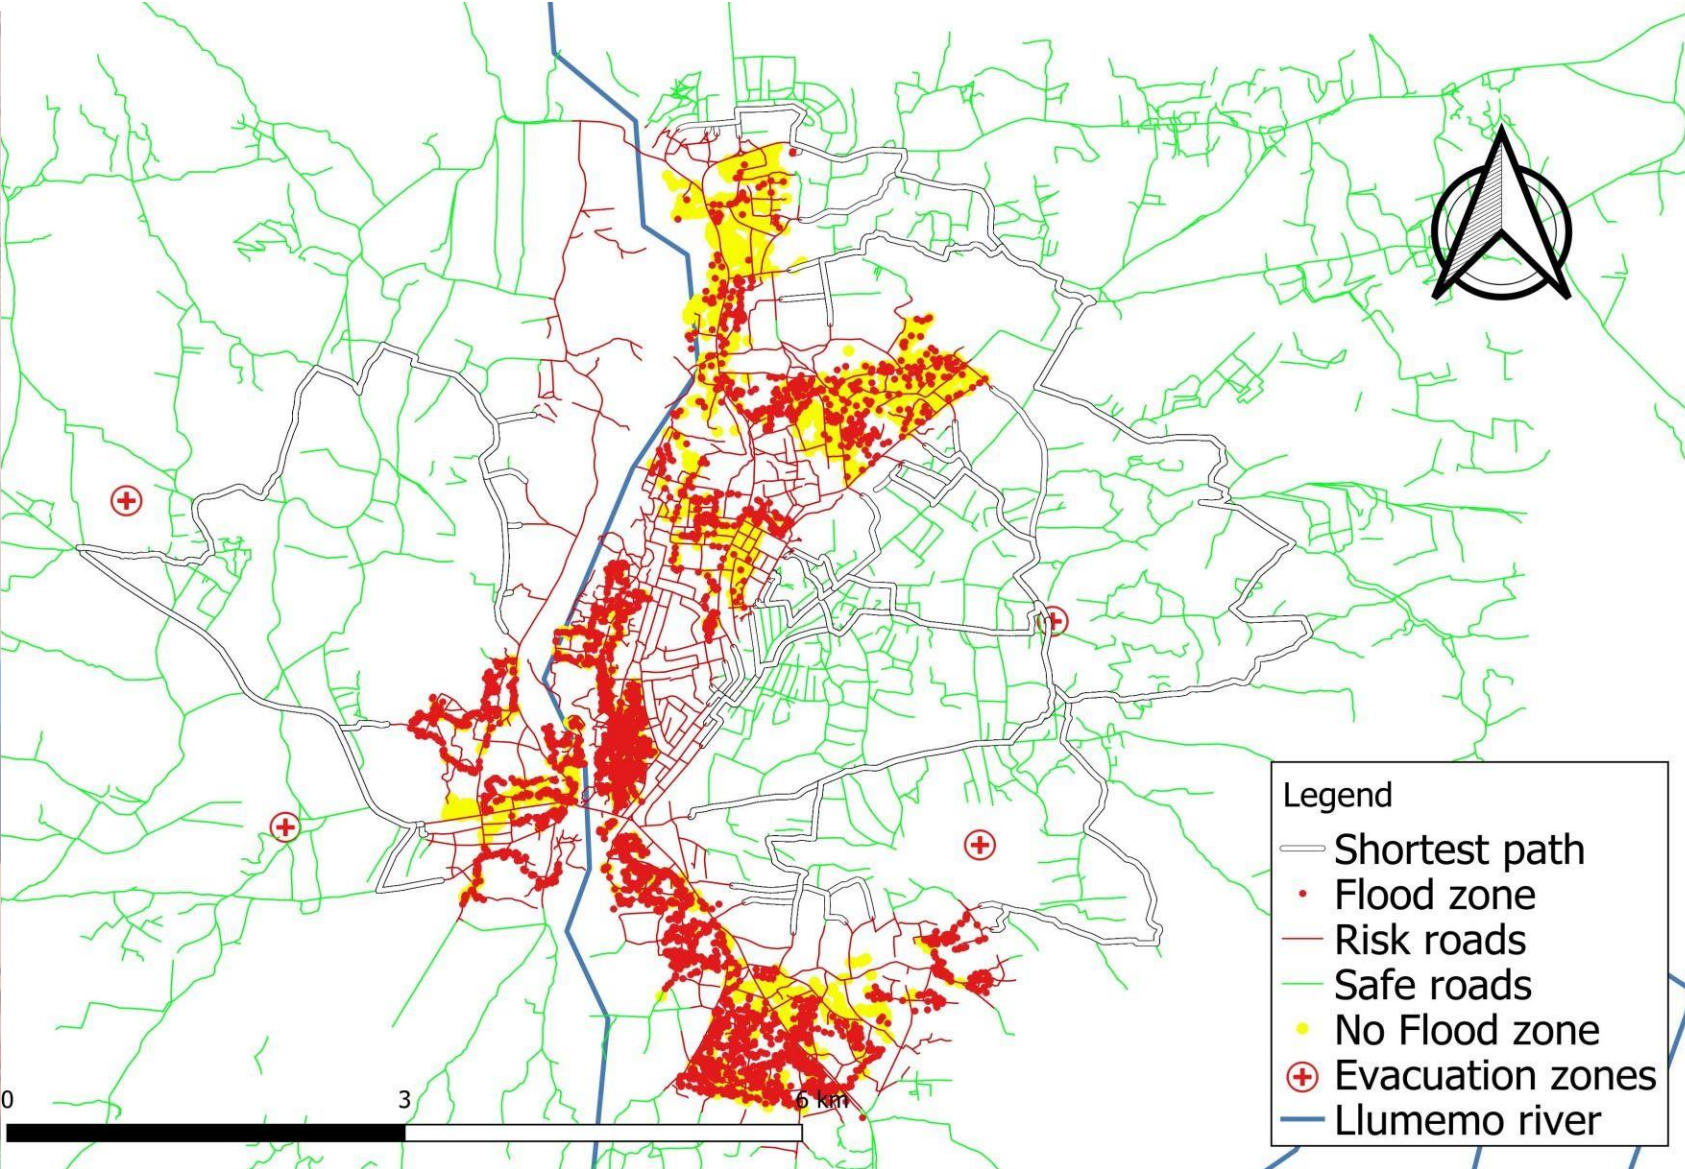 Legend
Shortest path
Flood zone
Risk roads
Safe roads
No Flood zone
Evacuation zones
Llumemo river
0 3 6 km